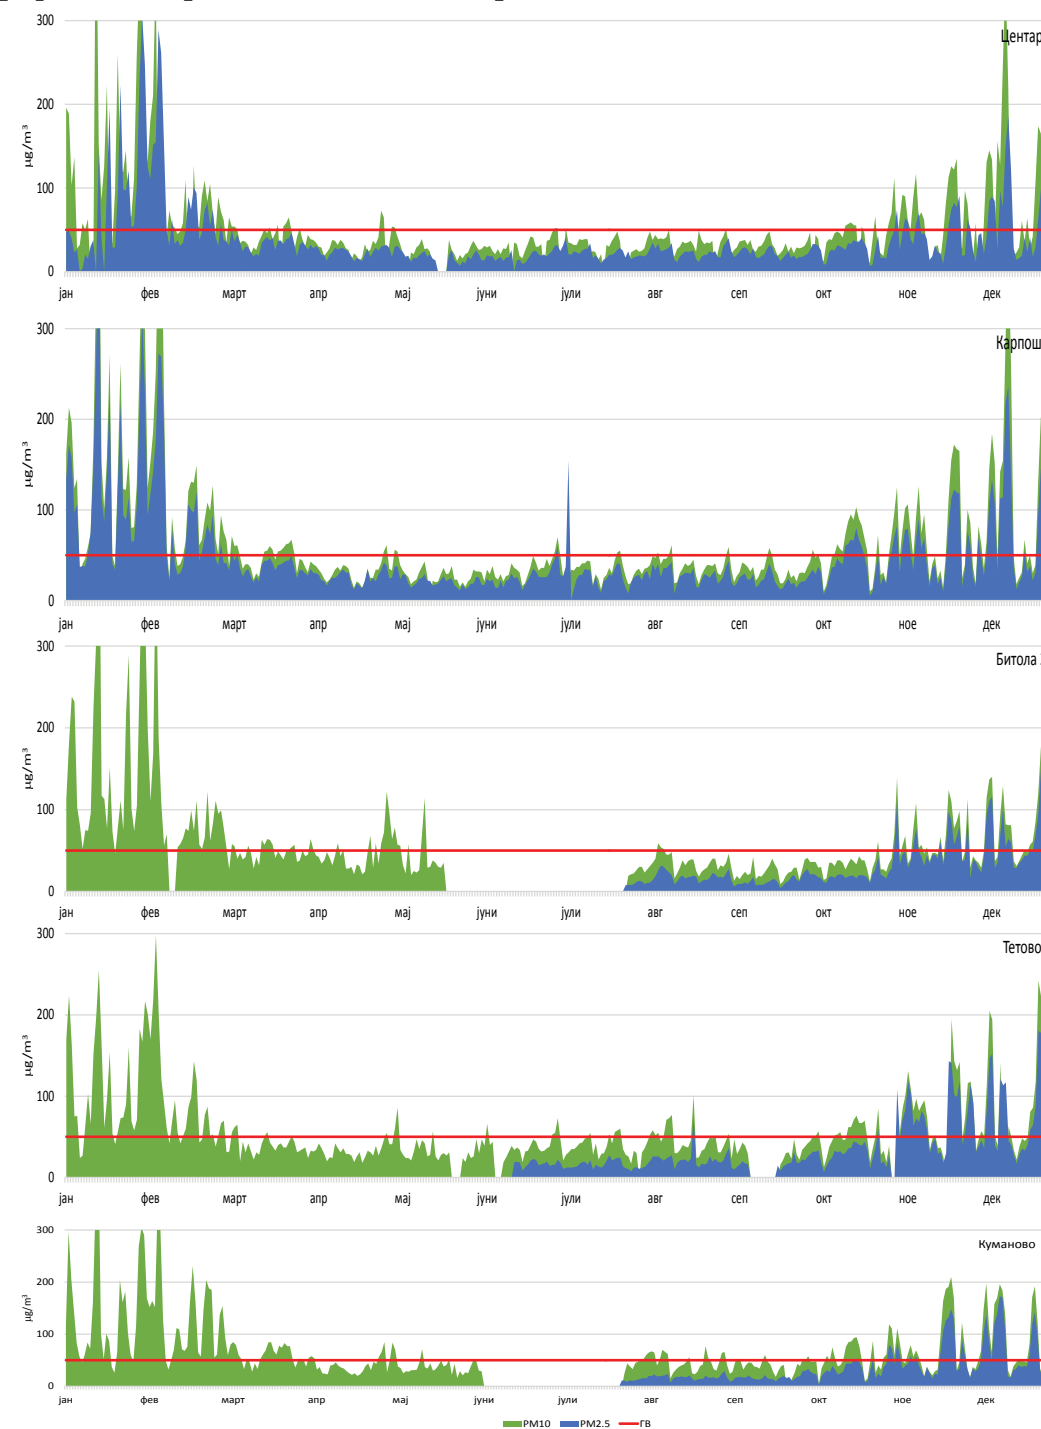 300
Центар
200
µg/m³
100
0
јан фев март апр мај јуни јули авг сеп окт ное дек
300
Карпош
200
µg/m³
100
0
јан фев март апр мај јуни јули авг сеп окт ное дек
300
Битола
200
µg/m³
100
0
јан фев март апр мај јуни јули авг сеп окт ное дек
300
Тетово
200
µg/m³
100
0
јан фев март апр мај јуни јули авг сеп окт ное дек
300
Куманово
200
µg/m³
100
0
јан фев март апр мај јуни јули авг сеп окт ное дек
PM10 PM2.5 ГВ